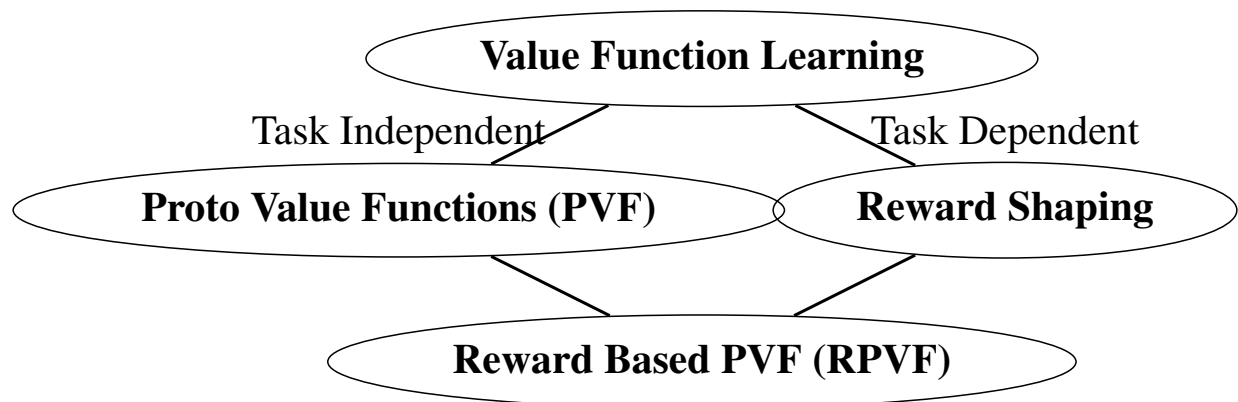 Value Function Learning
Task Independent
Task Dependent
Proto Value Functions (PVF)
Reward Shaping
Reward Based PVF (RPVF)